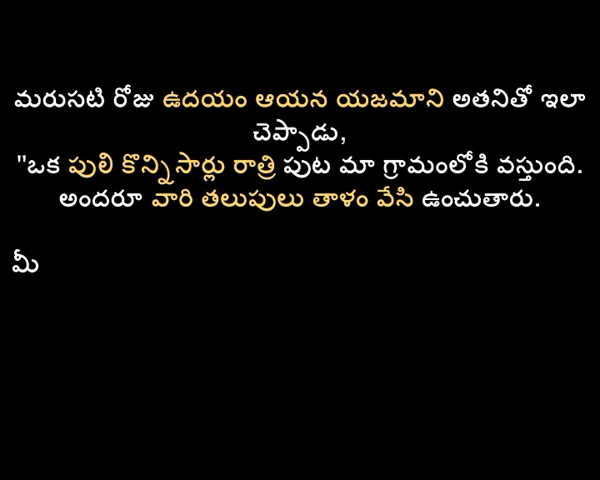 మరుసటి రోజు ఉదయం ఆయన యజమాని అతనితో ఇలా
చెప్పాడు,
"ఒక పులి కొన్నిసార్లు రాత్రి పుట మా గ్రామంలోకి వస్తుంది.
అందరూ వారి తలుపులు తాళం వేసి ఉంచుతారు.
మీ